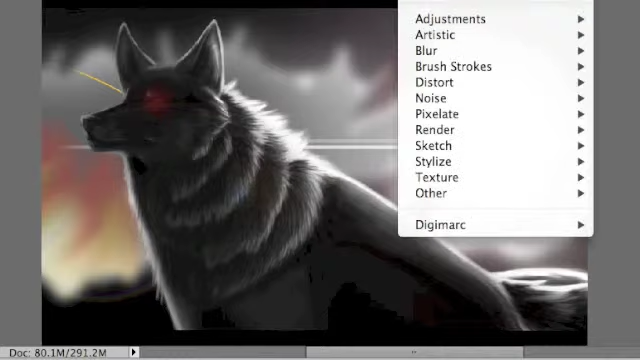 Adjustments
Artistic
Blur
Brush Strokes
Distort
Noise
Pixelate
Render
Sketch
Stylize
Texture
Other
Digimarc
Doc: 80.1M/291.2M